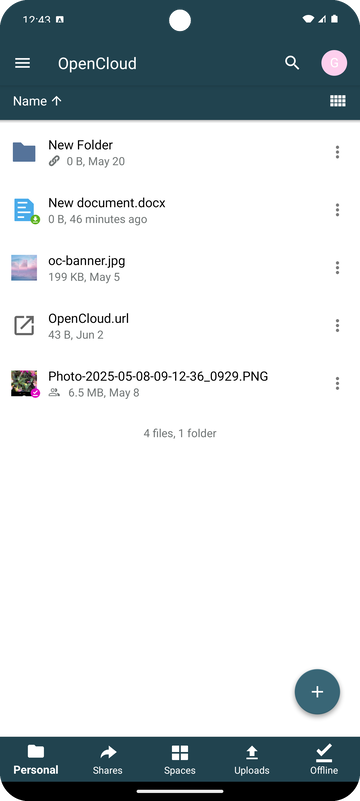 12:43
OpenCloud
G
Name
New Folder
0 B, May 20
New document.docx
0 B, 46 minutes ago
oc-banner.jpg
199 KB, May 5
OpenCloud.url
43 B, Jun 2
Photo-2025-05-08-09-12-36_0929.PNG
6.5 MB, May 8
4 files, 1 folder
Personal
Shares
Spaces
Uploads
Offline